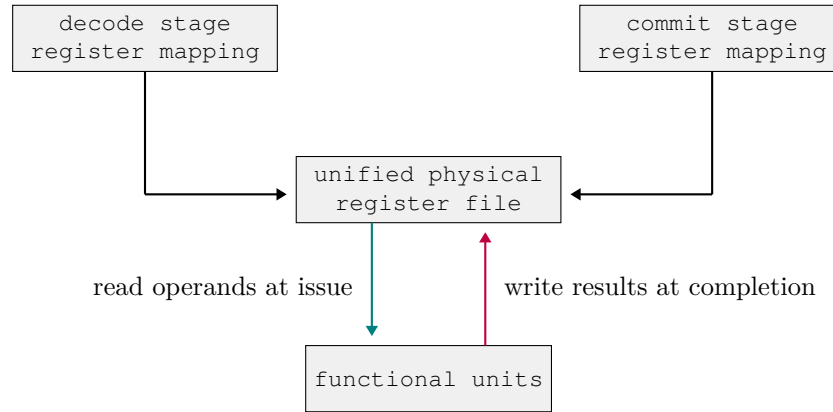 decode stage
register mapping
commit stage
register mapping
unified physical
register file
read operands at issue
write results at completion
functional units